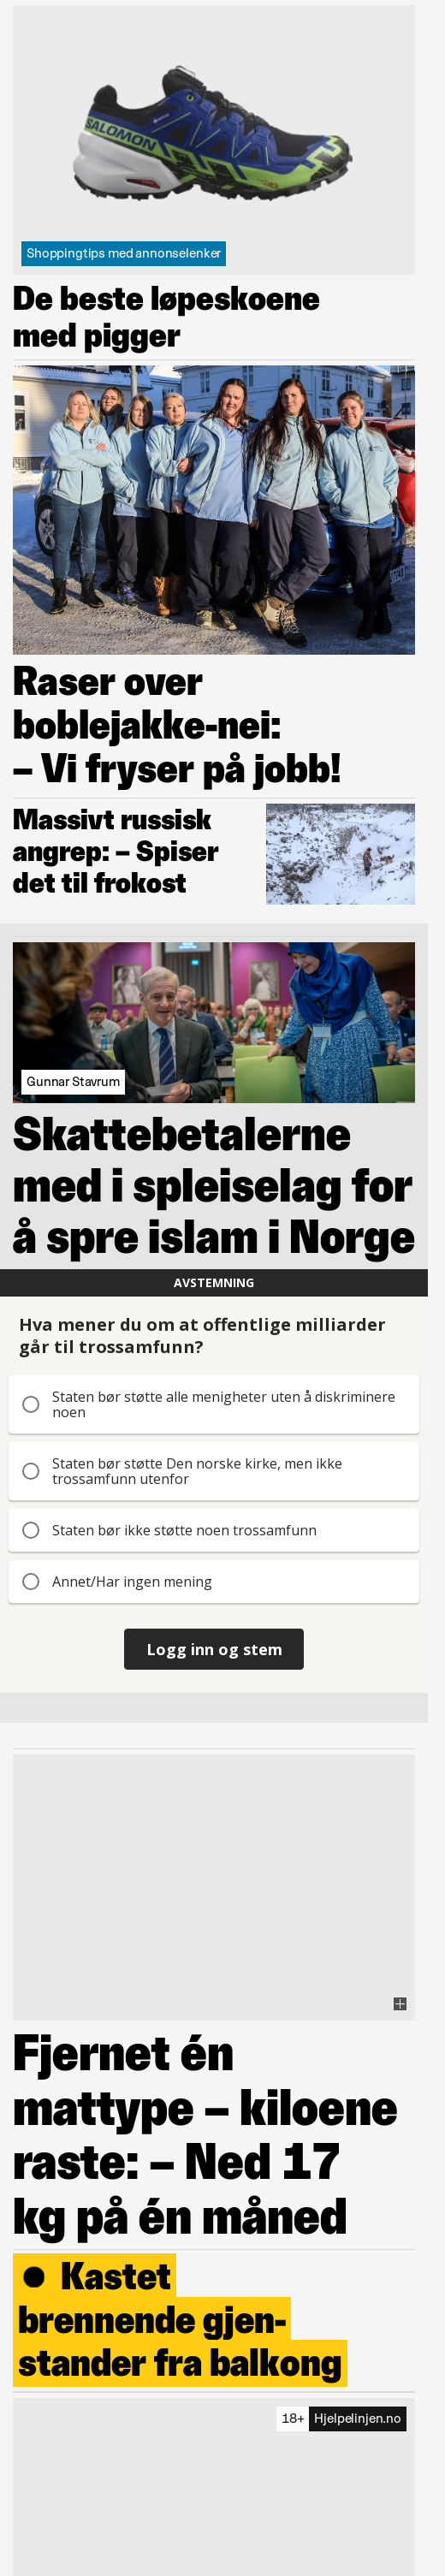 SALOMON
Shoppingtips med annonselenker
De beste løpeskoene
med pigger
Raser over
boblejakke-nei:
– Vi fryser på jobb!
Massivt russisk
angrep: – Spiser
det til frokost
Gunnar Stavrum
Skattebetalerne
med i spleiselag for
å spre islam i Norge
AVSTEMNING
Hva mener du om at offentlige milliarder
går til trossamfunn?
Staten bør støtte alle menigheter uten å diskriminere
noen
Staten bør støtte Den norske kirke, men ikke
trossamfunn utenfor
Staten bør ikke støtte noen trossamfunn
Annet/Har ingen mening
Logg inn og stem
Fjernet én
mattype – kiloene
raste: – Ned 17
kg på én måned
Kastet
brennende gjen-
stander fra balkong
18+ Hjelpelinjen.no